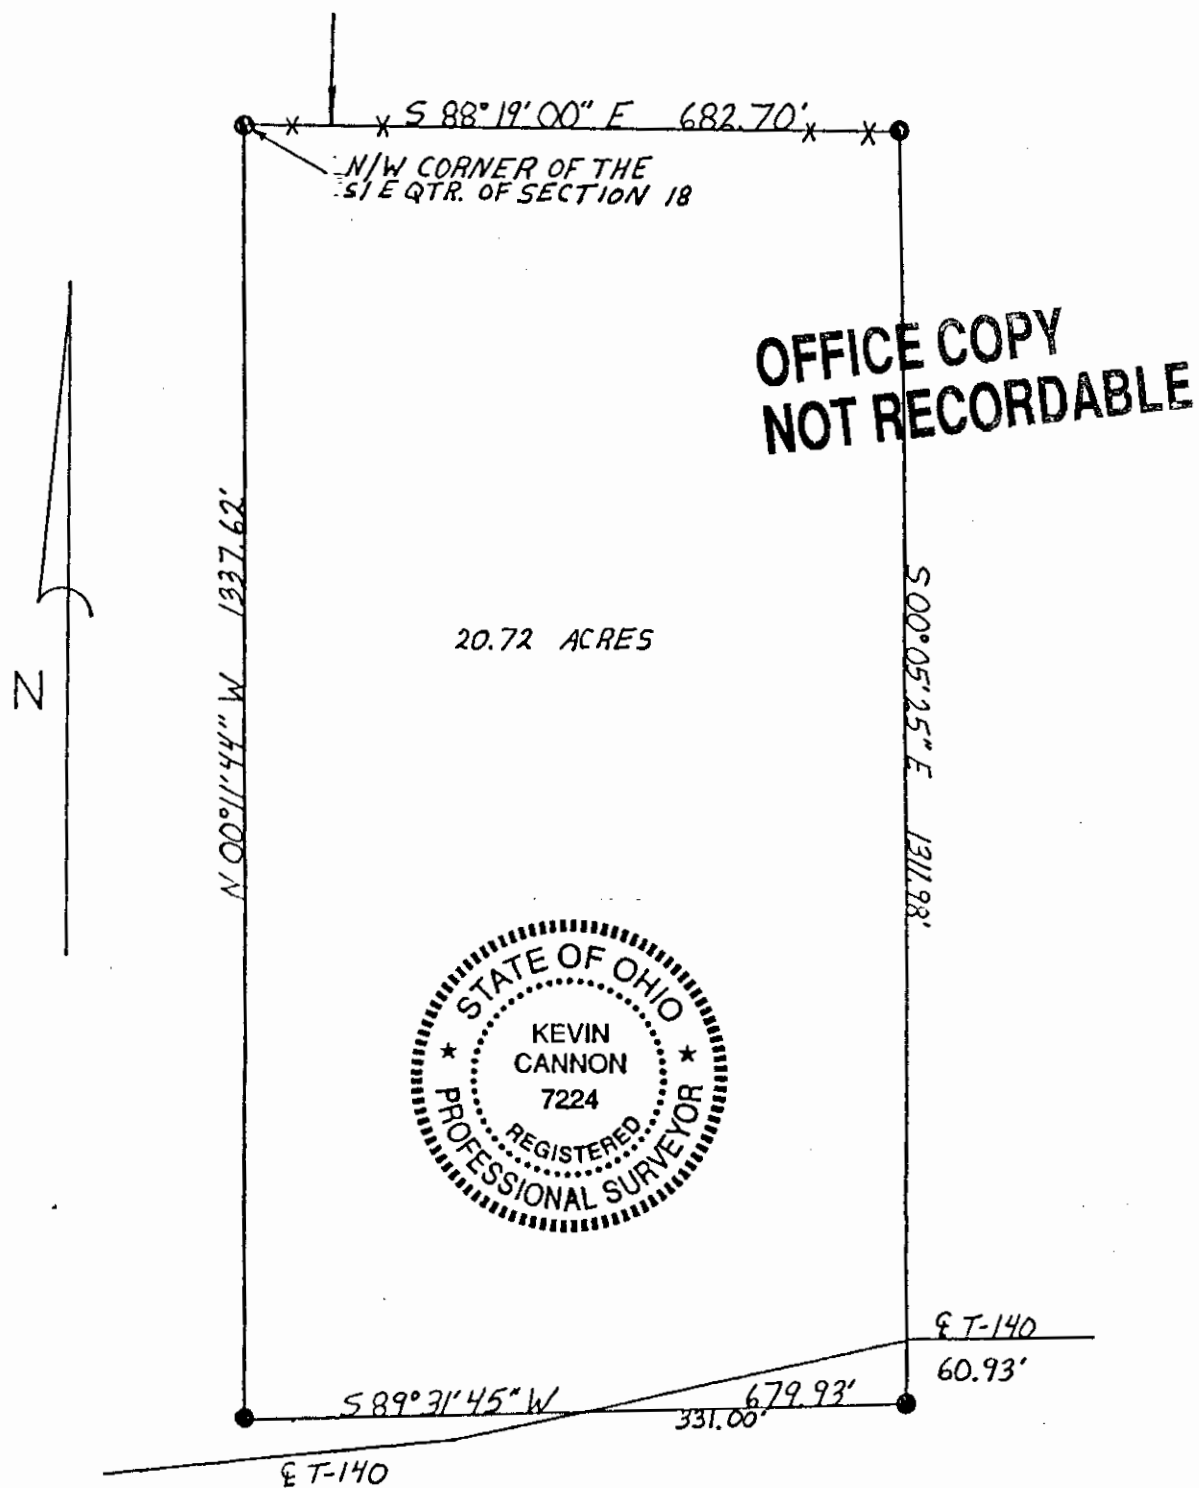 S 88° 19' 00" E 682.70'
N/W CORNER OF THE
S/E QTR. OF SECTION 18
OFFICE COPY
NOT RECORDABLE
N 00°11'44" W 1337.62'
S 00°05'25" E 1311.98'
20.72 ACRES
N
STATE OF OHIO
KEVIN
CANNON
7224
REGISTERED
PROFESSIONAL SURVEYOR
℄ T-140
60.93'
S 89° 31' 45" W 679.93'
331.00'
℄ T-140